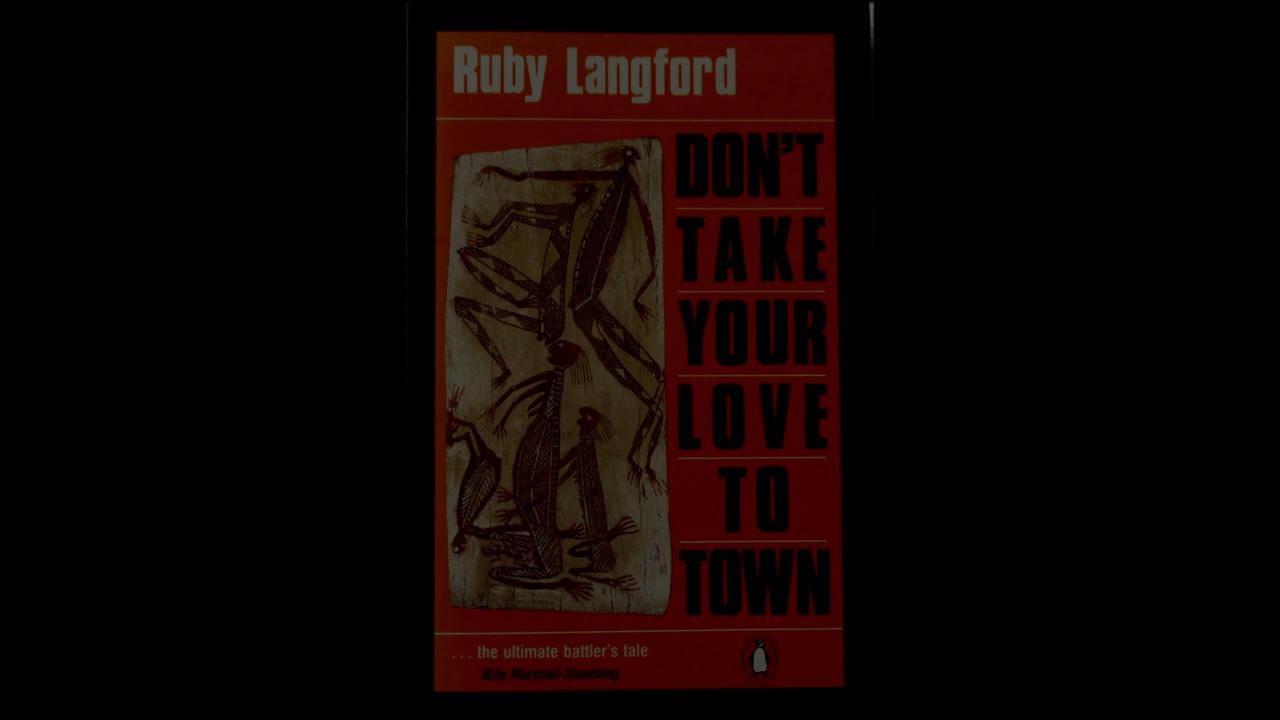 Ruby Langford
DON'T
TAKE
YOUR
LOVE
TO
TOWN
... the ultimate battler's tale
Billy Marshall-Stoneking